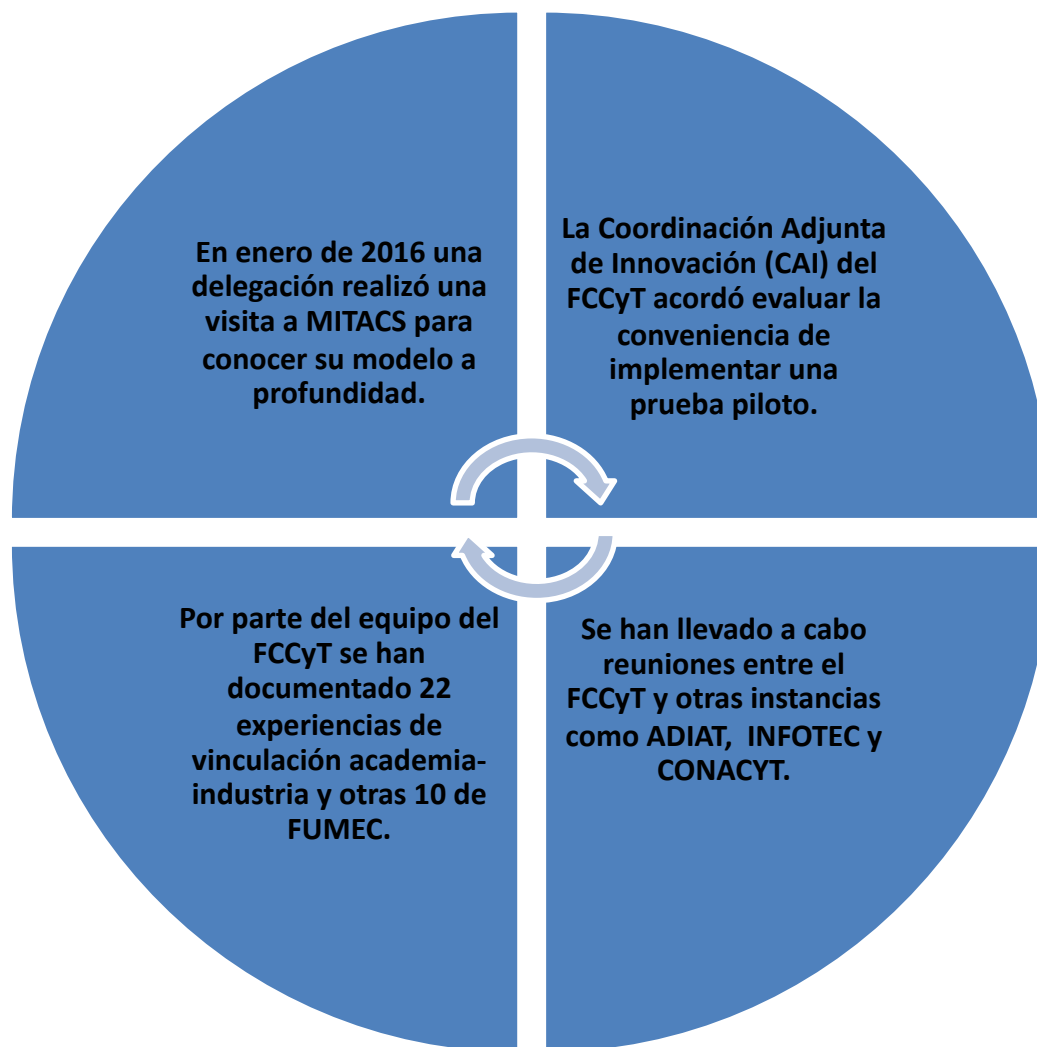 En enero de 2016 una
delegación realizó una
visita a MITACS para
conocer su modelo a
profundidad.
La Coordinación Adjunta
de Innovación (CAI) del
FCCyT acordó evaluar la
conveniencia de
implementar una
prueba piloto.
Por parte del equipo del
FCCyT se han
documentado 22
experiencias de
vinculación academia-
industria y otras 10 de
FUMEC.
Se han llevado a cabo
reuniones entre el
FCCyT y otras instancias
como ADIAT, INFOTEC y
CONACYT.